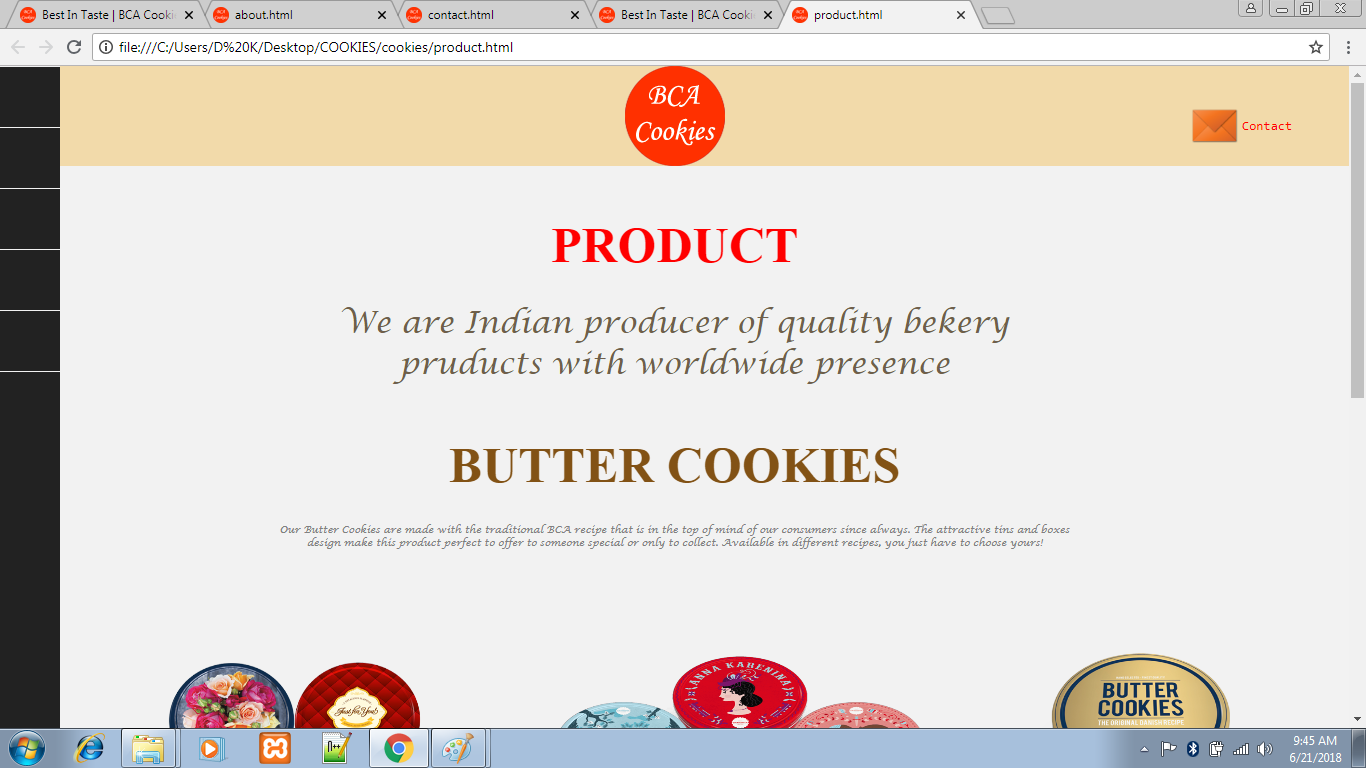 Best In Taste | BCA Cooki
about.html
contact.html
Best In Taste | BCA Cooki
product.html
file:///C:/Users/D%20K/Desktop/COOKIES/cookies/product.html
BCA
Cookies
Contact
PRODUCT
We are Indian producer of quality bekery
pruducts with worldwide presence
BUTTER COOKIES
Our Butter Cookies are made with the traditional BCA recipe that is in the top of mind of our consumers since always. The attractive tins and boxes
design make this product perfect to offer to someone special or only to collect. Available in different recipes, you just have to choose yours!
Just for You!
ANNA KARENINA
BUTTER
COOKIES
THE ORIGINAL DANISH RECIPE
9:45 AM
6/21/2018